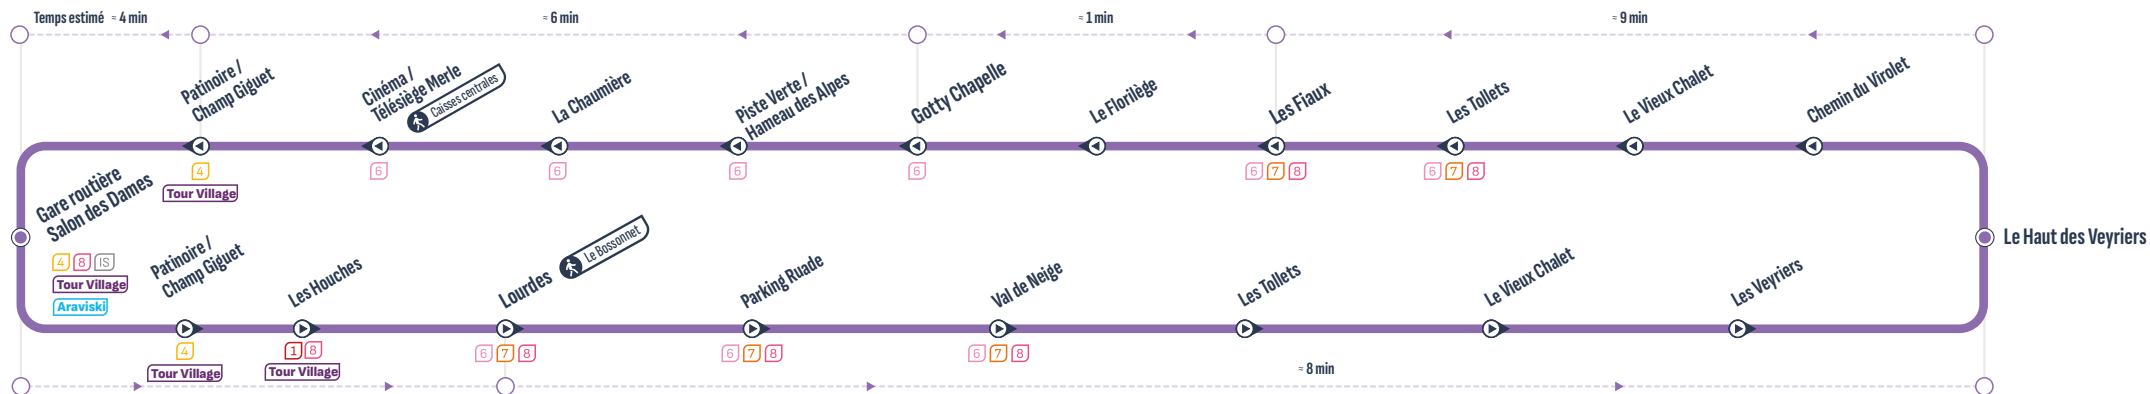 Temps estimé ≈ 4 min
≈ 6 min
≈ 1 min
≈ 9 min
Patinoire /
Champ Giguet
Cinéma /
Télésiège Merle
Caisses centrales
La Chaumière
Piste Verte /
Hameau des Alpes
Gotty Chapelle
Le Florilège
Les Fiaux
Les Tollets
Le Vieux Chalet
Chemin du Virolet
4
Tour Village
6
6
6
6
6 7 8
6 7 8
Gare routière
Salon des Dames
4 8 IS
Tour Village
Araviski
Le Haut des Veyriers
Patinoire /
Champ Giguet
Les Houches
Lourdes
Le Bossonnet
Parking Ruade
Val de Neige
Les Tollets
Le Vieux Chalet
Les Veyriers
4
Tour Village
1 8
Tour Village
6 7 8
6 7 8
6 7 8
≈ 8 min